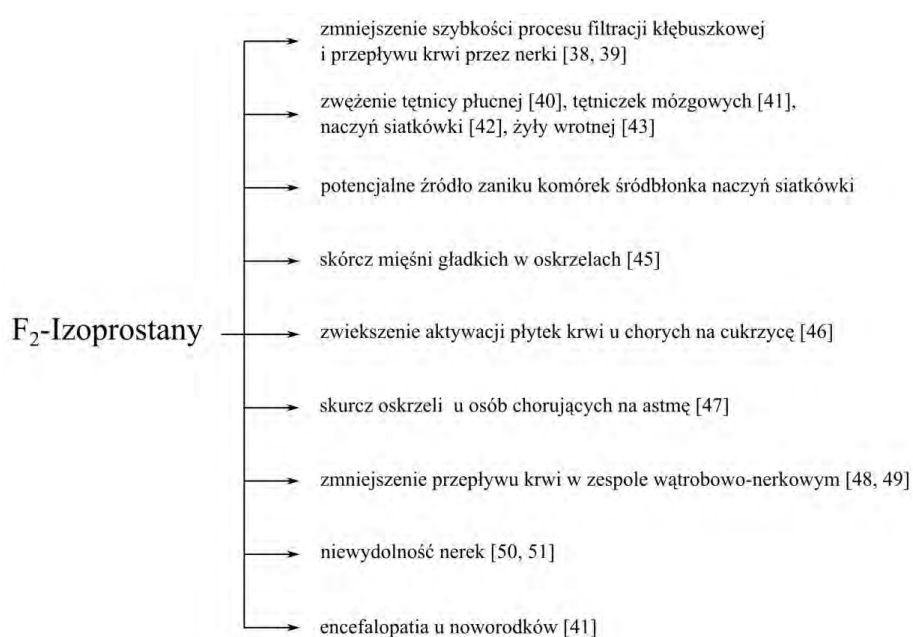 zmniejszenie szybkości procesu filtracji kłębuszkowej
i przepływu krwi przez nerki [38, 39]
zwężenie tętnicy płucnej [40], tętniczek mózgowych [41],
naczyń siatkówki [42], żyły wrotnej [43]
potencjalne źródło zaniku komórek śródbłonka naczyń siatkówki
skórcz mięśni gładkich w oskrzelach [45]
F₂-Izoprostany
zwiekszenie aktywacji płytek krwi u chorych na cukrzycę [46]
skurcz oskrzeli u osób chorujących na astmę [47]
zmniejszenie przepływu krwi w zespole wątrobowo-nerkowym [48, 49]
niewydolność nerek [50, 51]
encefalopatia u noworodków [41]